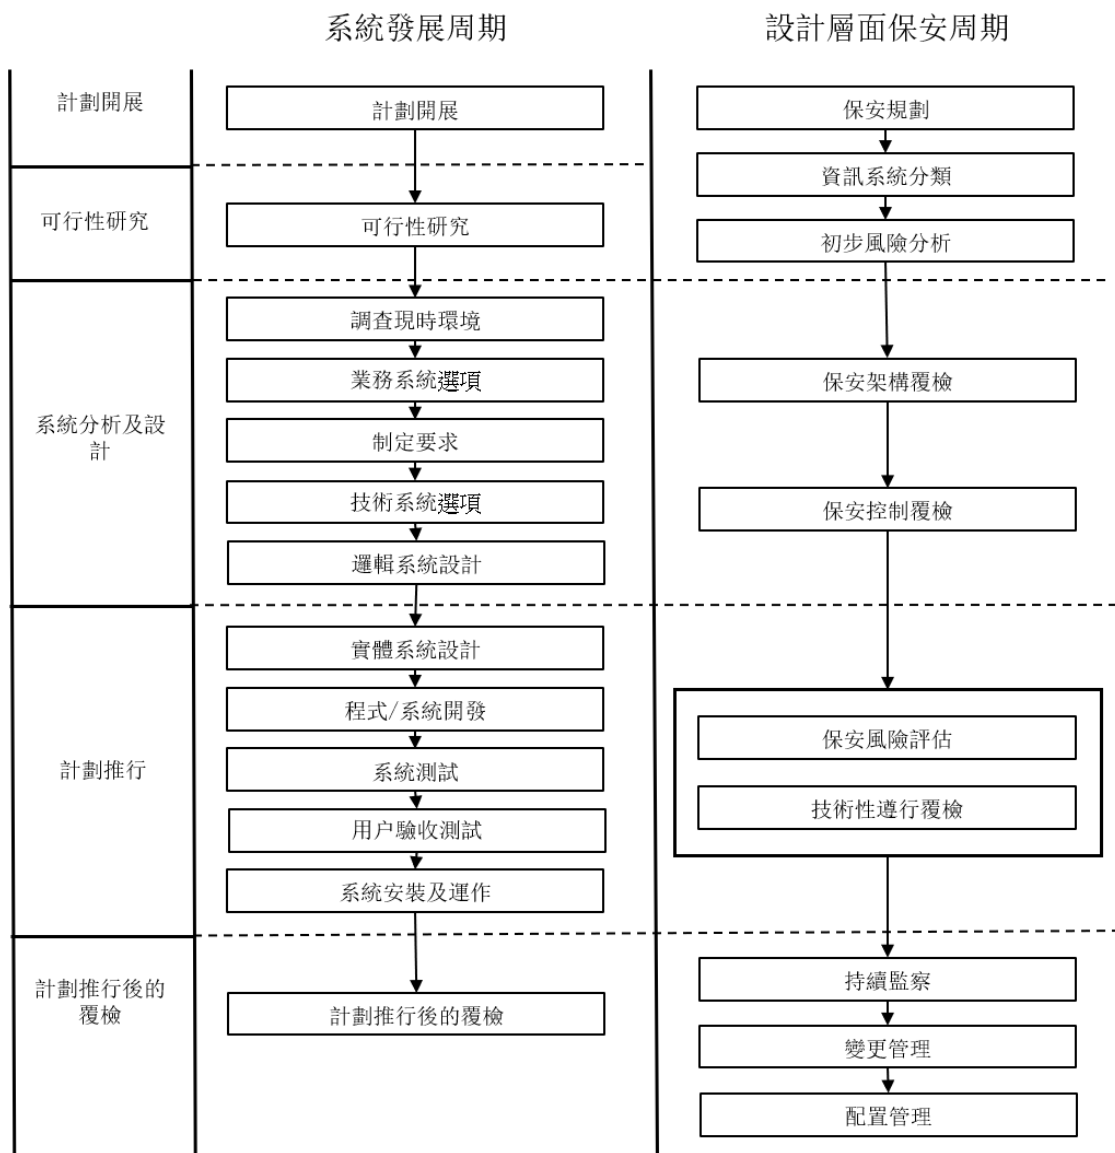 系統發展周期
設計層面保安周期
計劃開展
計劃開展
保安規劃
資訊系統分類
可行性研究
可行性研究
初步風險分析
系統分析及設
計
調查現時環境
業務系統選項
制定要求
技術系統選項
邏輯系統設計
保安架構覆檢
保安控制覆檢
計劃推行
實體系統設計
程式/系統開發
系統測試
用户驗收測試
系統安裝及運作
保安風險評估
技術性遵行覆檢
計劃推行後的
覆檢
計劃推行後的覆檢
持續監察
變更管理
配置管理